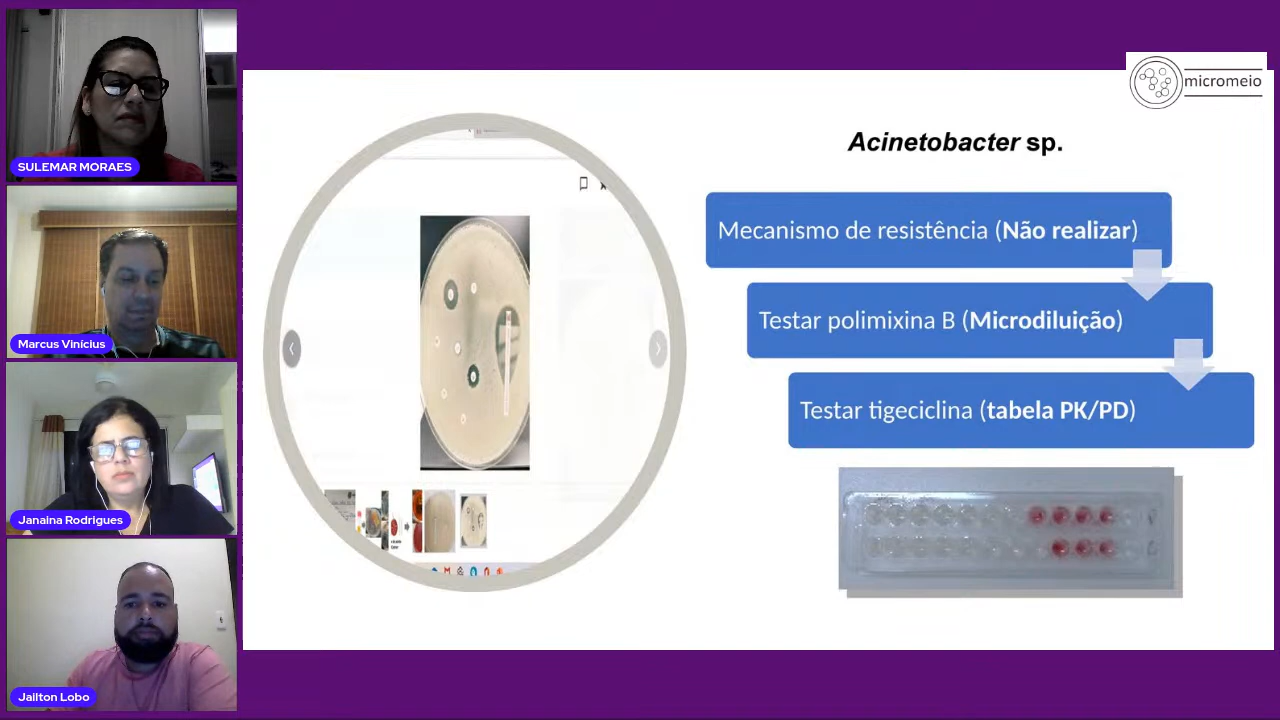 SULEMAR MORAES
Marcus Vinícius
Janaina Rodrigues
Jailton Lobo
micromeio
Acinetobacter sp.
Mecanismo de resistência (Não realizar)
Testar polimixina B (Microdiluição)
Testar tigeciclina (tabela PK/PD)